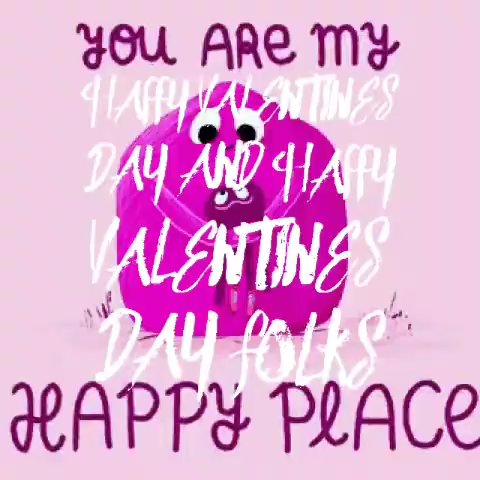 YOU ARE MY
HAPPY VALENTINES
DAY AND HAPPY
VALENTINES
DAY FOLKS
HAPPY PLACE